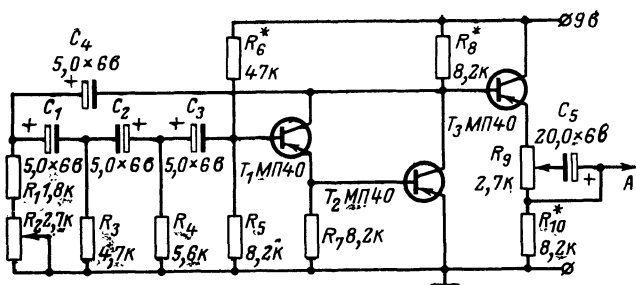 C4
5,0×6в
+
R6*
47к
R8*
8,2к
9в
C1
+
5,0×6в
C2
+
5,0×6в
C3
+
5,0×6в
T1 МП40
T2 МП40
T3 МП40
C5
20,0×6в
+
A
R9
2,7к
R1 1,8к
R2 2,7к
R3
4,7к
R4
5,6к
R5
8,2к
R7 8,2к
R10*
8,2к